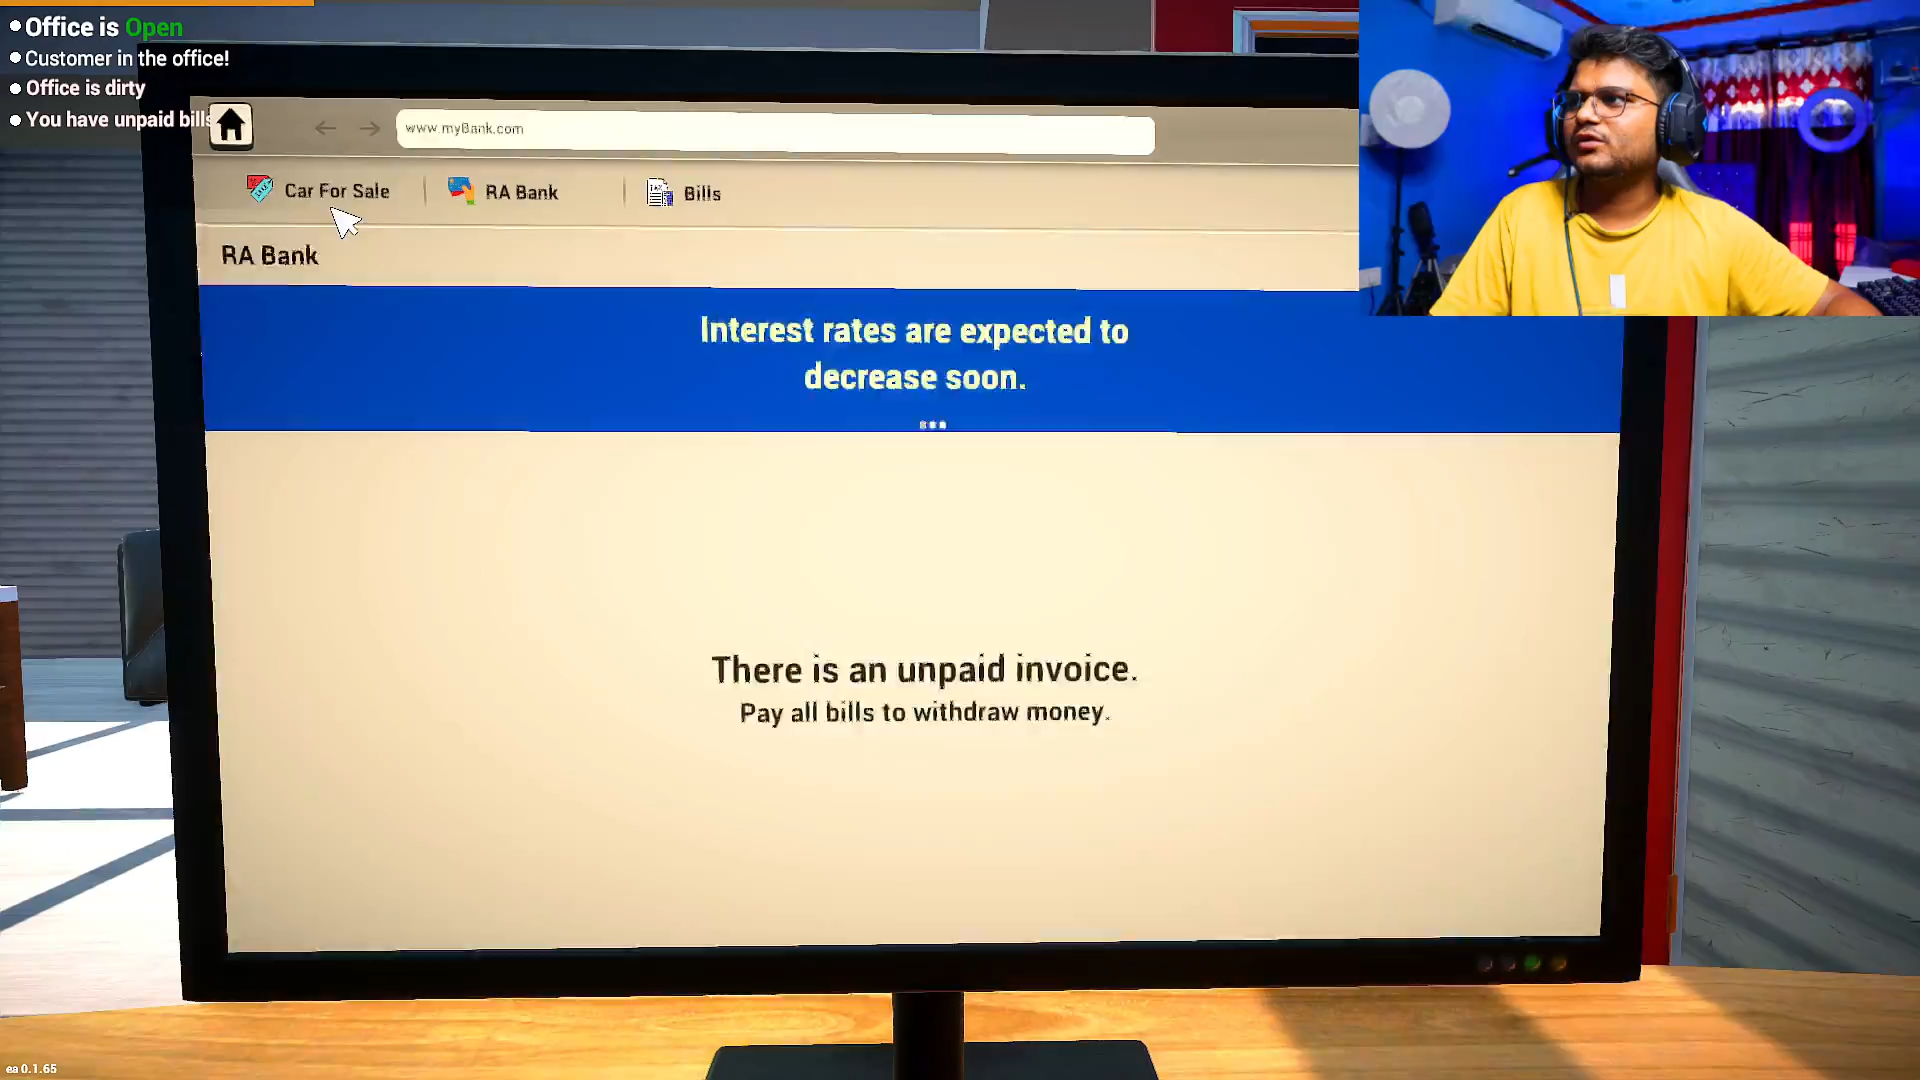 Office is Open
Customer in the office!
Office is dirty
You have unpaid bills
www.myBank.com
Car For Sale
RA Bank
TAX
Bills
RA Bank
Interest rates are expected to
decrease soon.
There is an unpaid invoice.
Pay all bills to withdraw money.
ea 0.1.65